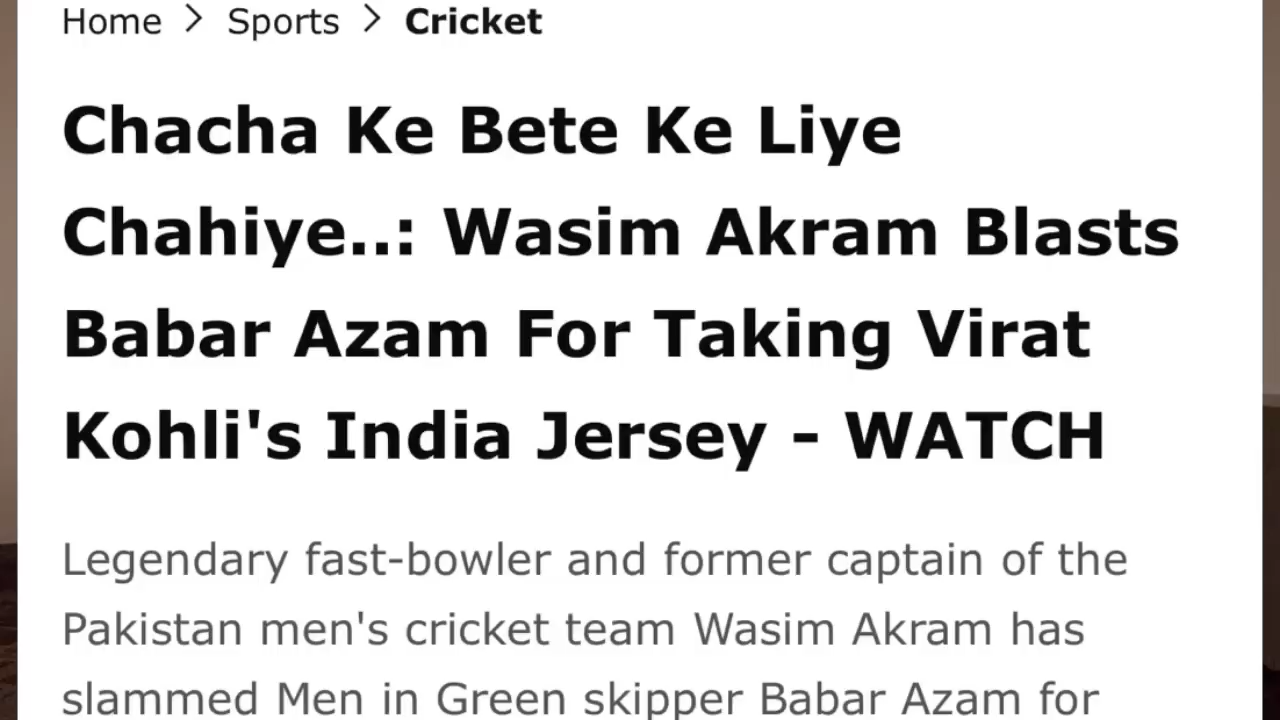 Home > Sports > Cricket
Chacha Ke Bete Ke Liye
Chahiye..: Wasim Akram Blasts
Babar Azam For Taking Virat
Kohli's India Jersey - WATCH
Legendary fast-bowler and former captain of the
Pakistan men's cricket team Wasim Akram has
slammed Men in Green skipper Babar Azam for